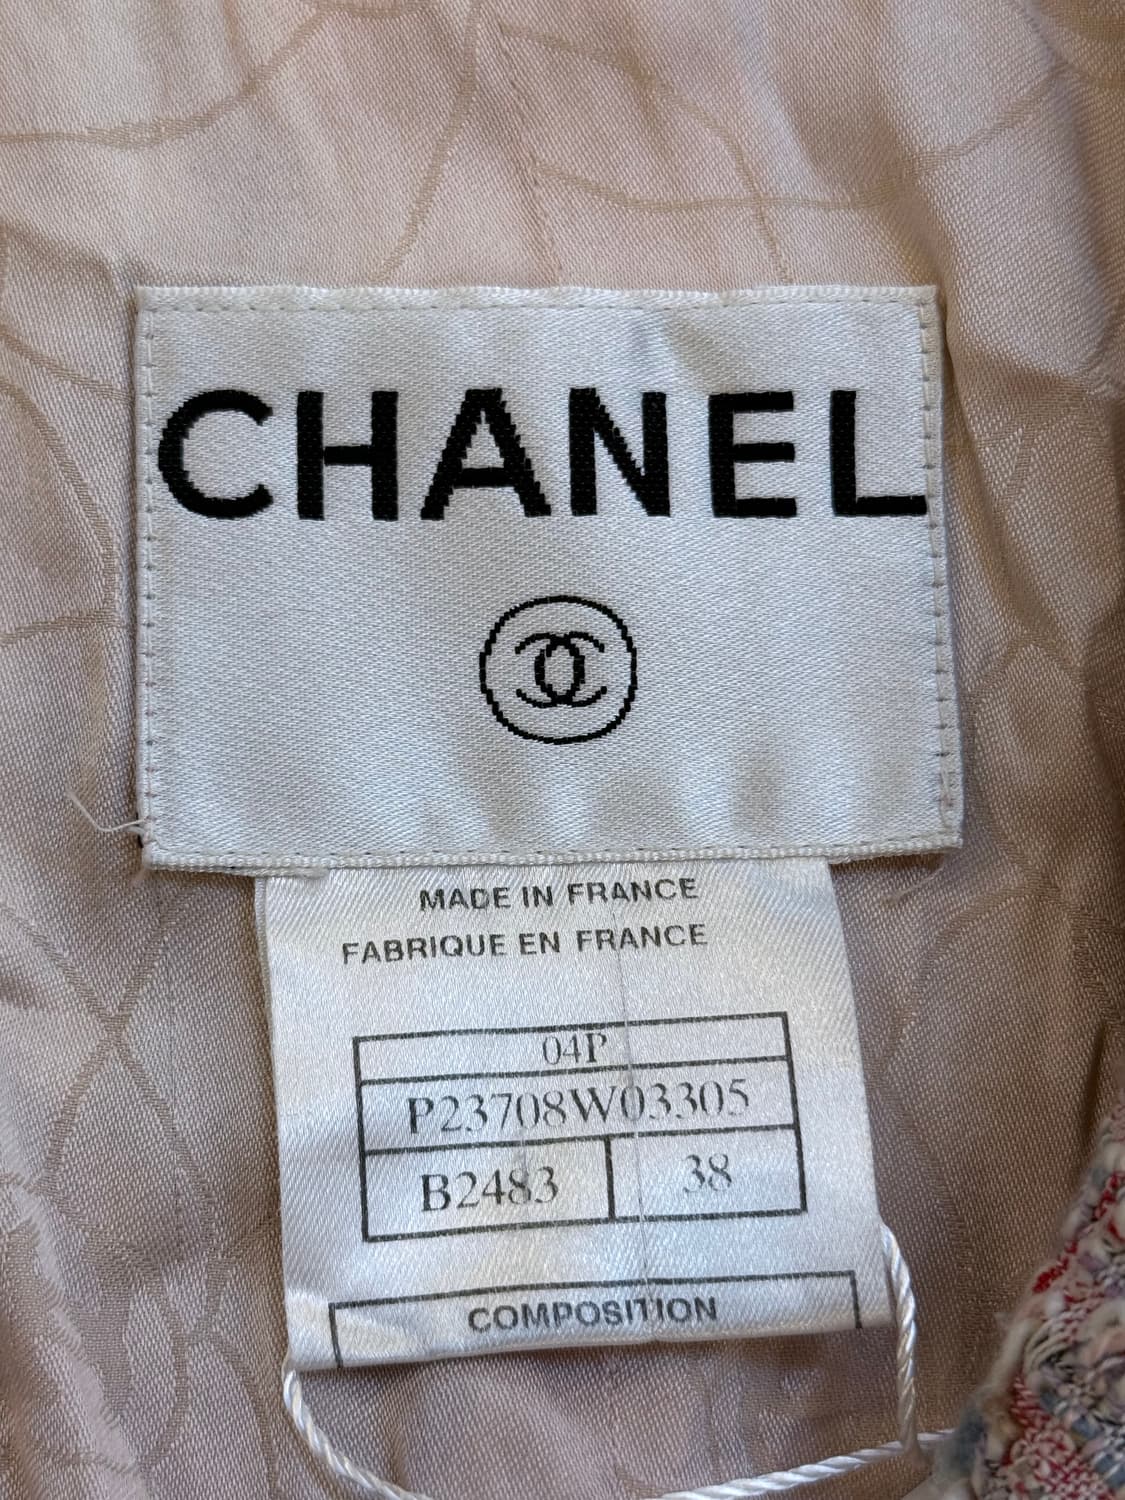 CHANEL
MADE IN FRANCE
FABRIQUE EN FRANCE
04P
P23708W03305
B2483 38
COMPOSITION